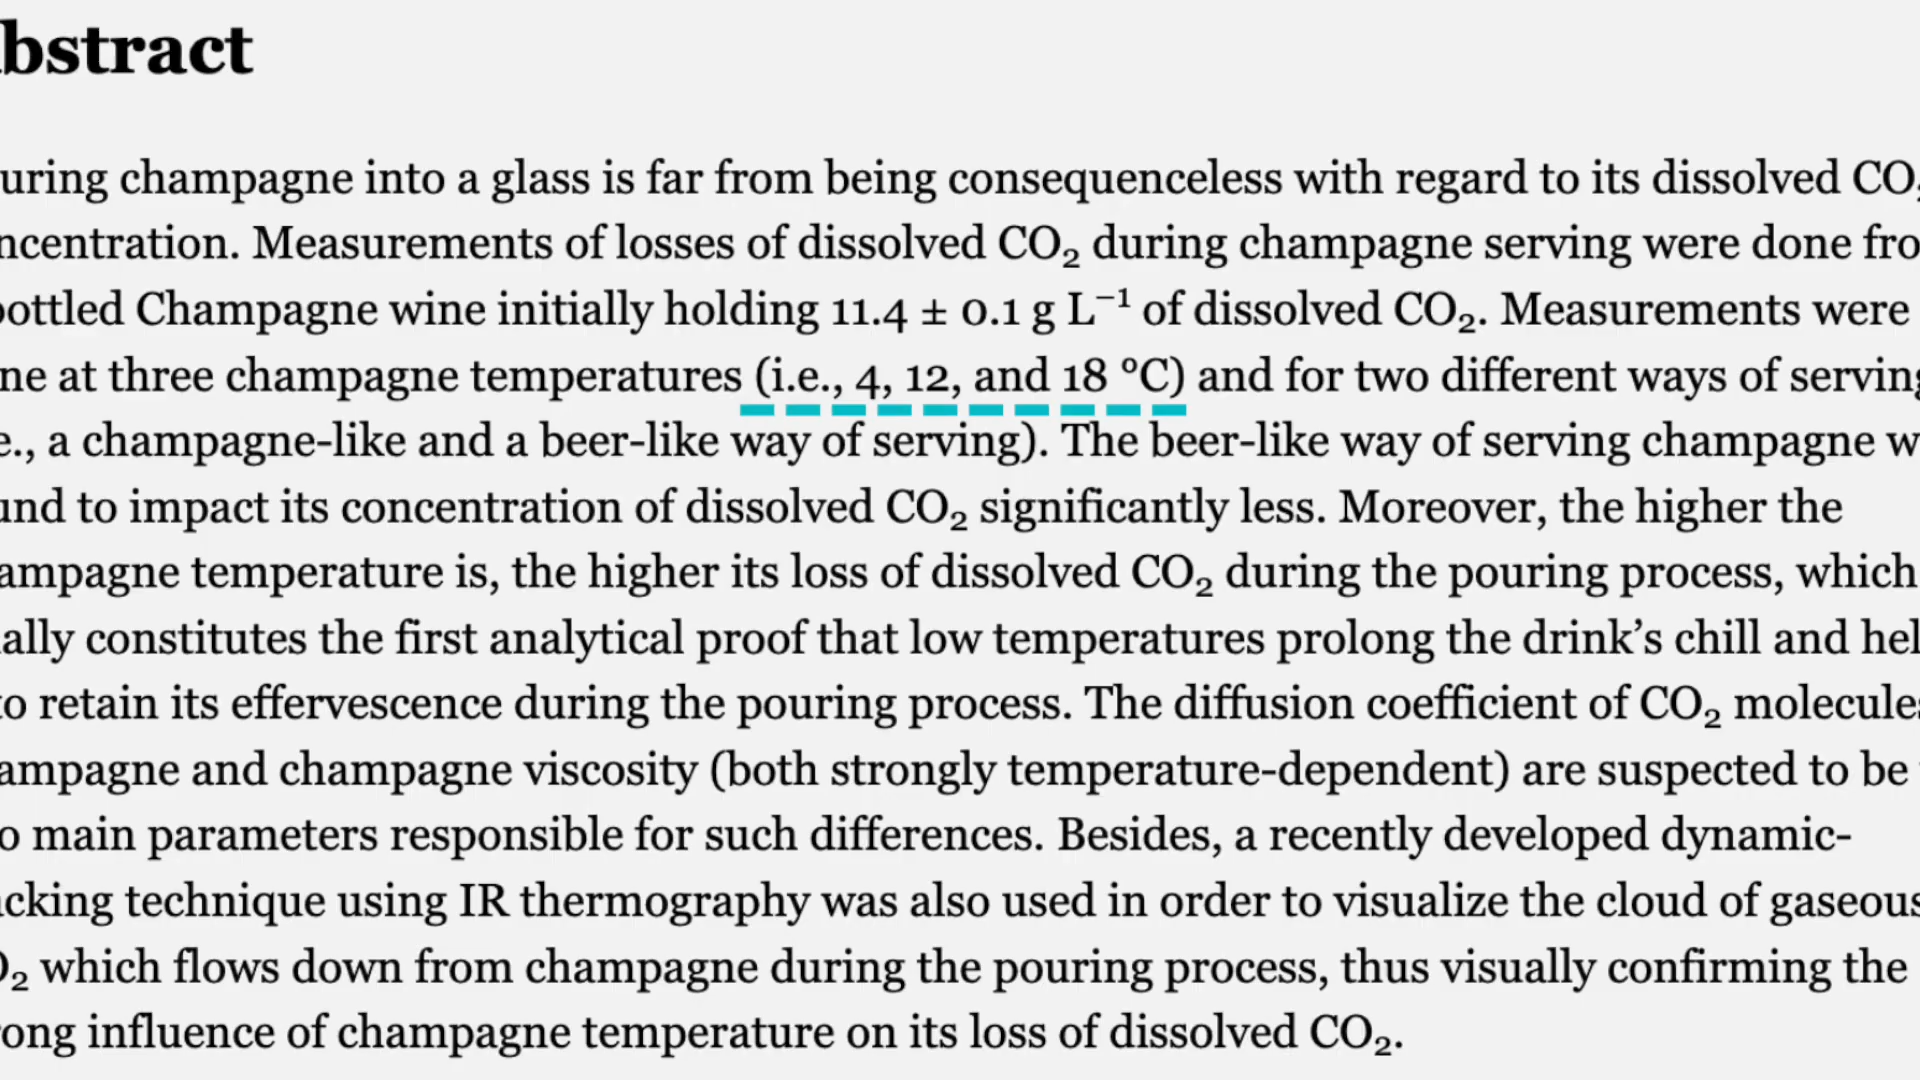 bstract
uring champagne into a glass is far from being consequenceless with regard to its dissolved CO₂
ncentration. Measurements of losses of dissolved CO₂ during champagne serving were done fro
bottled Champagne wine initially holding 11.4 ± 0.1 g L⁻¹ of dissolved CO₂. Measurements were
ne at three champagne temperatures (i.e., 4, 12, and 18 °C) and for two different ways of serving
e., a champagne-like and a beer-like way of serving). The beer-like way of serving champagne w
und to impact its concentration of dissolved CO₂ significantly less. Moreover, the higher the
ampagne temperature is, the higher its loss of dissolved CO₂ during the pouring process, which
ally constitutes the first analytical proof that low temperatures prolong the drink’s chill and hel
to retain its effervescence during the pouring process. The diffusion coefficient of CO₂ molecules
ampagne and champagne viscosity (both strongly temperature-dependent) are suspected to be
o main parameters responsible for such differences. Besides, a recently developed dynamic-
acking technique using IR thermography was also used in order to visualize the cloud of gaseous
O₂ which flows down from champagne during the pouring process, thus visually confirming the
rong influence of champagne temperature on its loss of dissolved CO₂.